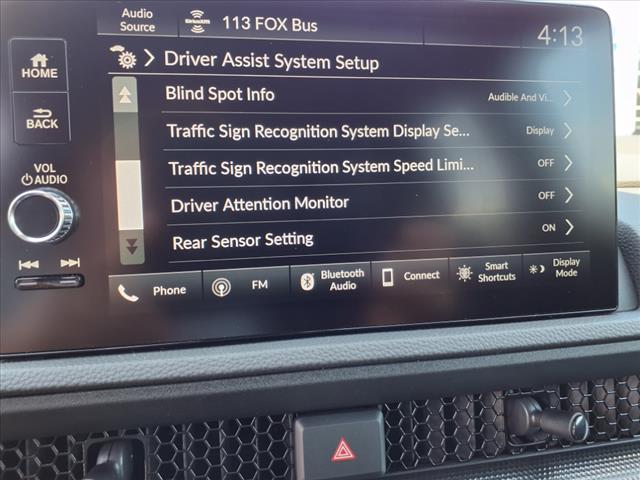 Audio
Source
SiriusXM
113 FOX Bus
4:13
HOME
Driver Assist System Setup
BACK
Blind Spot Info
Audible And Vi...
Traffic Sign Recognition System Display Se...
Display
Traffic Sign Recognition System Speed Limi...
OFF
VOL
AUDIO
Driver Attention Monitor
OFF
Rear Sensor Setting
ON
Phone
FM
Bluetooth
Audio
Connect
Smart
Shortcuts
Display
Mode